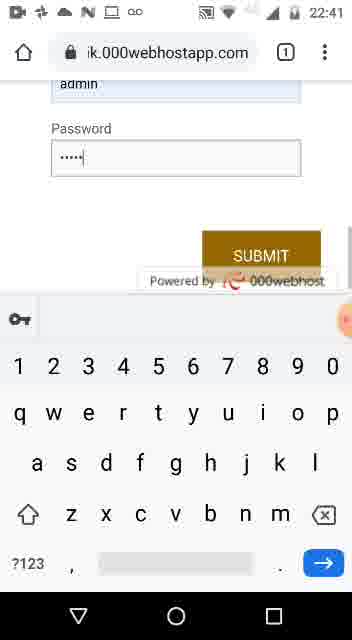 22:41
ik.000webhostapp.com 1
admin
Password
•••••
SUBMIT
Powered by 000webhost
1 2 3 4 5 6 7 8 9 0
q w e r t y u i o p
a s d f g h j k l
z x c v b n m
?123 , .